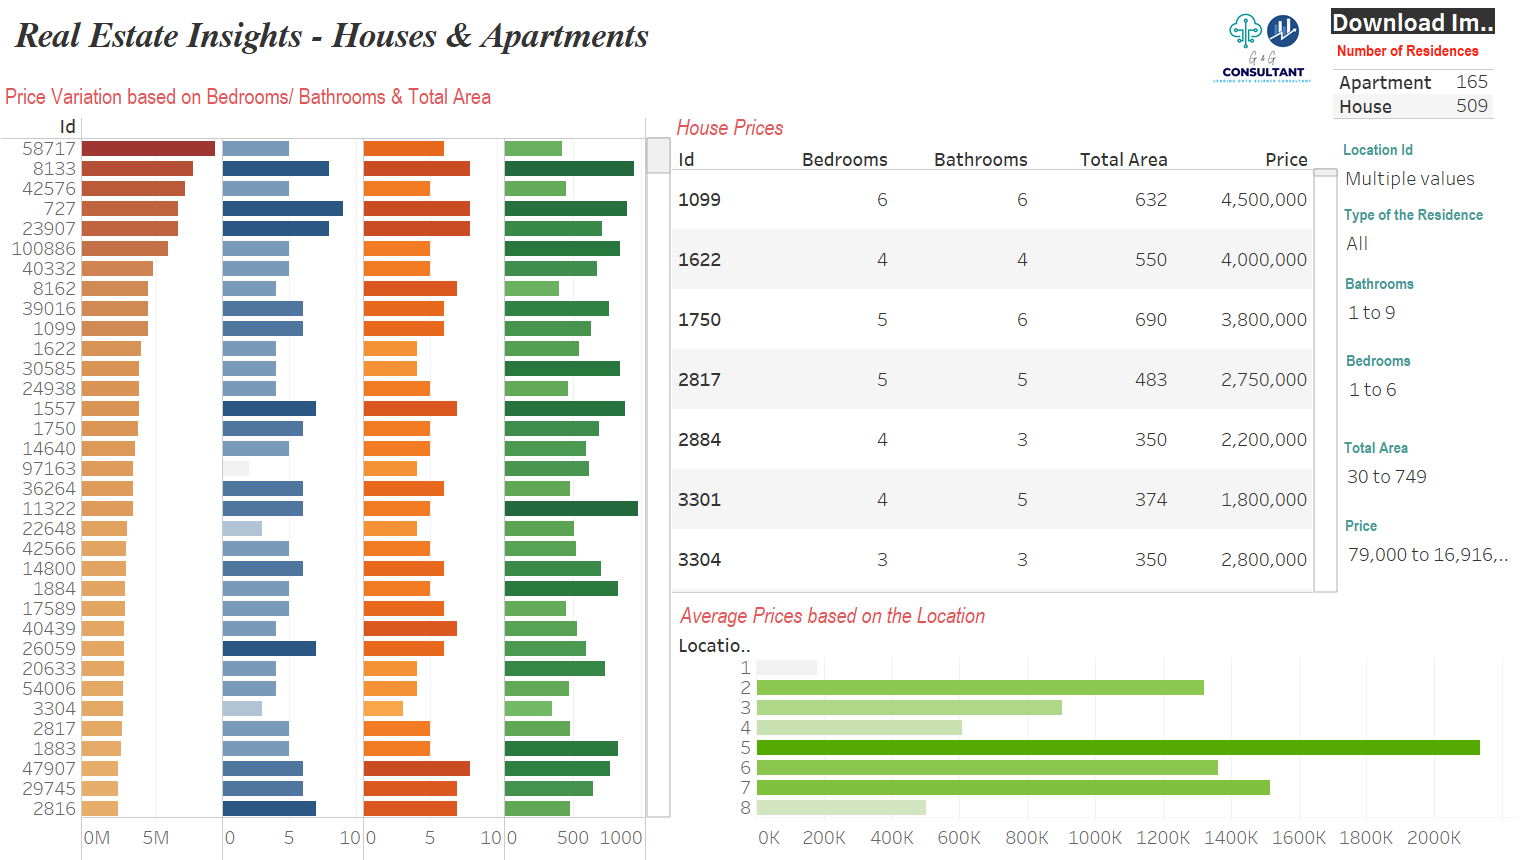 Real Estate Insights - Houses & Apartments
G & G
CONSULTANT
LEADING DATA SCIENCE CONSULTANT
Download Im..
Number of Residences
Apartment 165
House 509
Price Variation based on Bedrooms/ Bathrooms & Total Area
Id
58717
8133
42576
727
23907
100886
40332
8162
39016
1099
1622
30585
24938
1557
1750
14640
97163
36264
11322
22648
42566
14800
1884
17589
40439
26059
20633
54006
3304
2817
1883
47907
29745
2816
0M 5M 0 5 10 0 5 10 0 500 1000
House Prices
Id Bedrooms Bathrooms Total Area Price
1099 6 6 632 4,500,000
1622 4 4 550 4,000,000
1750 5 6 690 3,800,000
2817 5 5 483 2,750,000
2884 4 3 350 2,200,000
3301 4 5 374 1,800,000
3304 3 3 350 2,800,000
Average Prices based on the Location
Locatio..
1
2
3
4
5
6
7
8
0K 200K 400K 600K 800K 1000K 1200K 1400K 1600K 1800K 2000K
Location Id
Multiple values
Type of the Residence
All
Bathrooms
1 to 9
Bedrooms
1 to 6
Total Area
30 to 749
Price
79,000 to 16,916,..